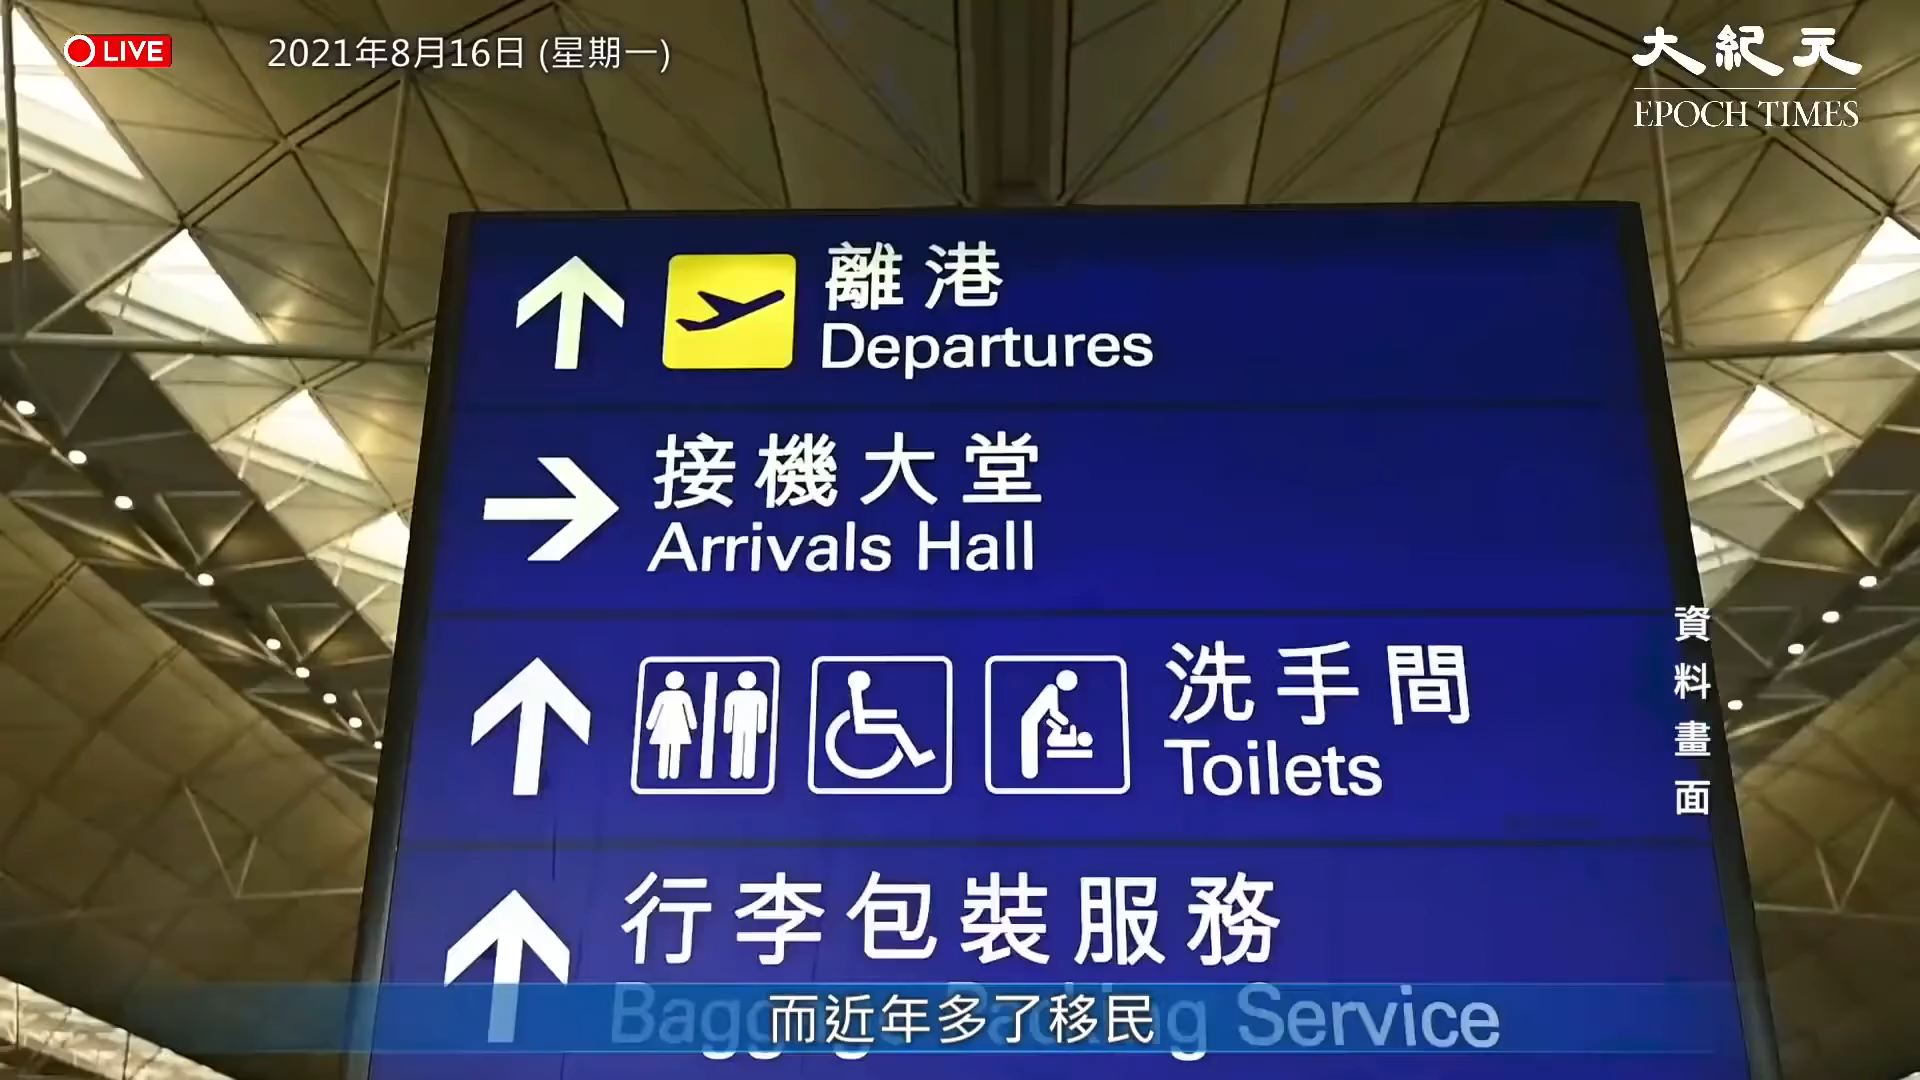 LIVE
2021年8月16日 (星期一)
大紀元
EPOCH TIMES
離港
Departures
接機大堂
Arrivals Hall
洗手間
Toilets
資料畫面
行李包裝服務
Baggage Packing Service
而近年多了移民